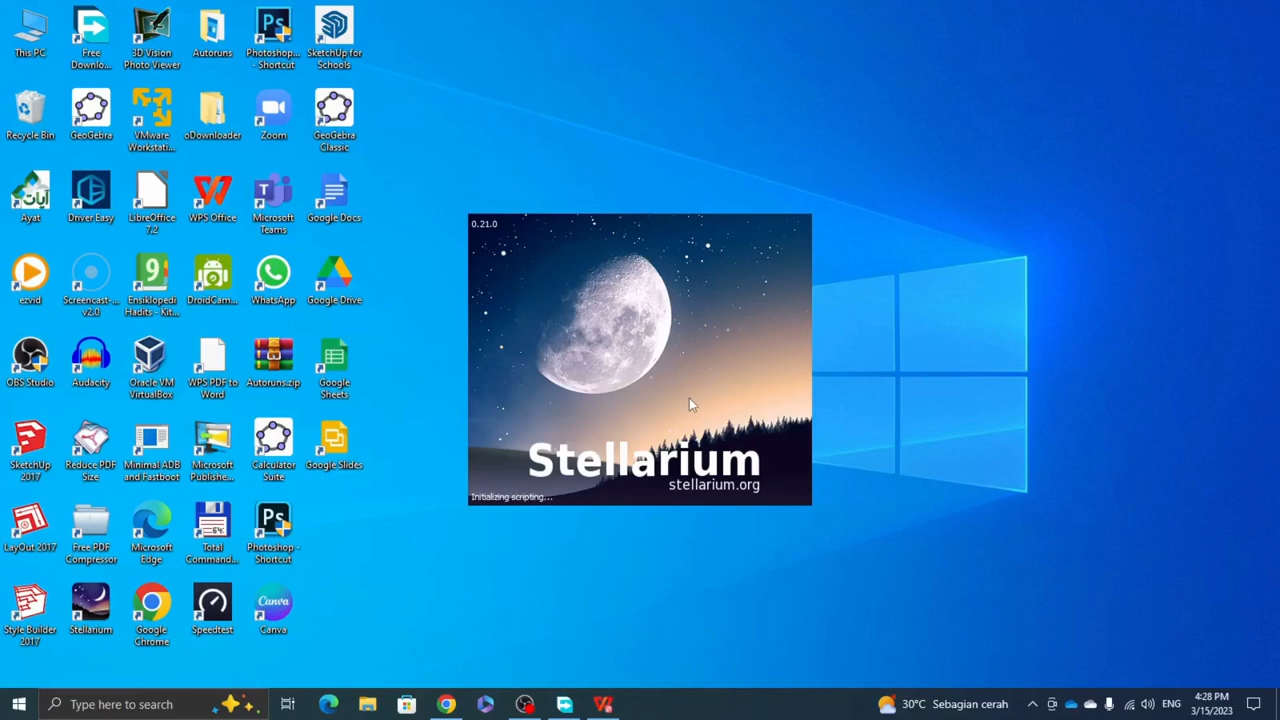 This PC
Free
Downlo...
3D Vision
Photo Viewer
Autoruns
Photoshop...
- Shortcut
SketchUp for
Schools
Recycle Bin
GeoGebra
VMware
Workstati...
oDownloader
Zoom
GeoGebra
Classic
Ayat
Driver Easy
LibreOffice
7.2
WPS Office
Microsoft
Teams
Google Docs
ezvid
Screencast-...
v2.0
Ensiklopedi
Hadits - Kit...
DroidCam...
WhatsApp
Google Drive
OBS Studio
Audacity
Oracle VM
VirtualBox
WPS PDF to
Word
Autoruns.zip
Google
Sheets
SketchUp
2017
Reduce PDF
Size
Minimal ADB
and Fastboot
Microsoft
Publishe...
Calculator
Suite
Google Slides
LayOut 2017
Free PDF
Compressor
Microsoft
Edge
Total
Command...
Photoshop -
Shortcut
Style Builder
2017
Stellarium
Google
Chrome
Speedtest
Canva
0.21.0
Stellarium
stellarium.org
Initializing scripting...
Type here to search
30°C Sebagian cerah
ENG
4:28 PM
3/15/2023